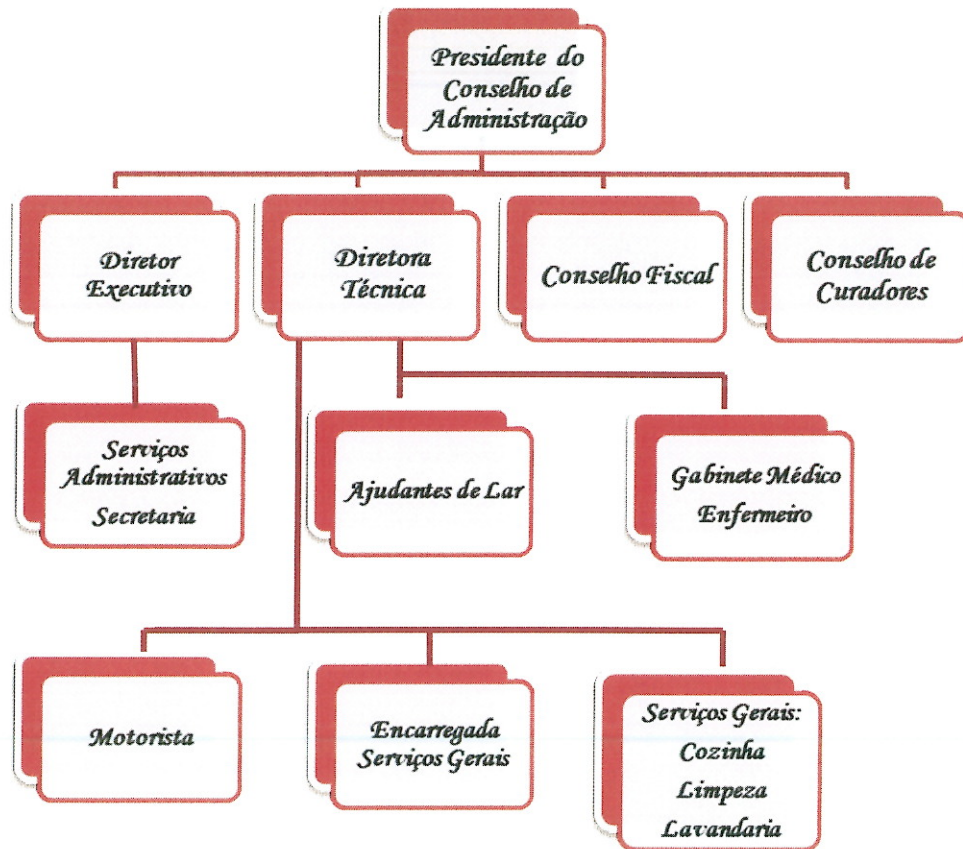 Presidente do
Conselho de
Administração
Diretor
Executivo
Diretora
Técnica
Conselho Fiscal
Conselho de
Curadores
Serviços
Administrativos
Secretaria
Ajudantes de Lar
Gabinete Médico
Enfermeiro
Motorista
Encarregada
Serviços Gerais
Serviços Gerais:
Cozinha
Limpeza
Lavandaria